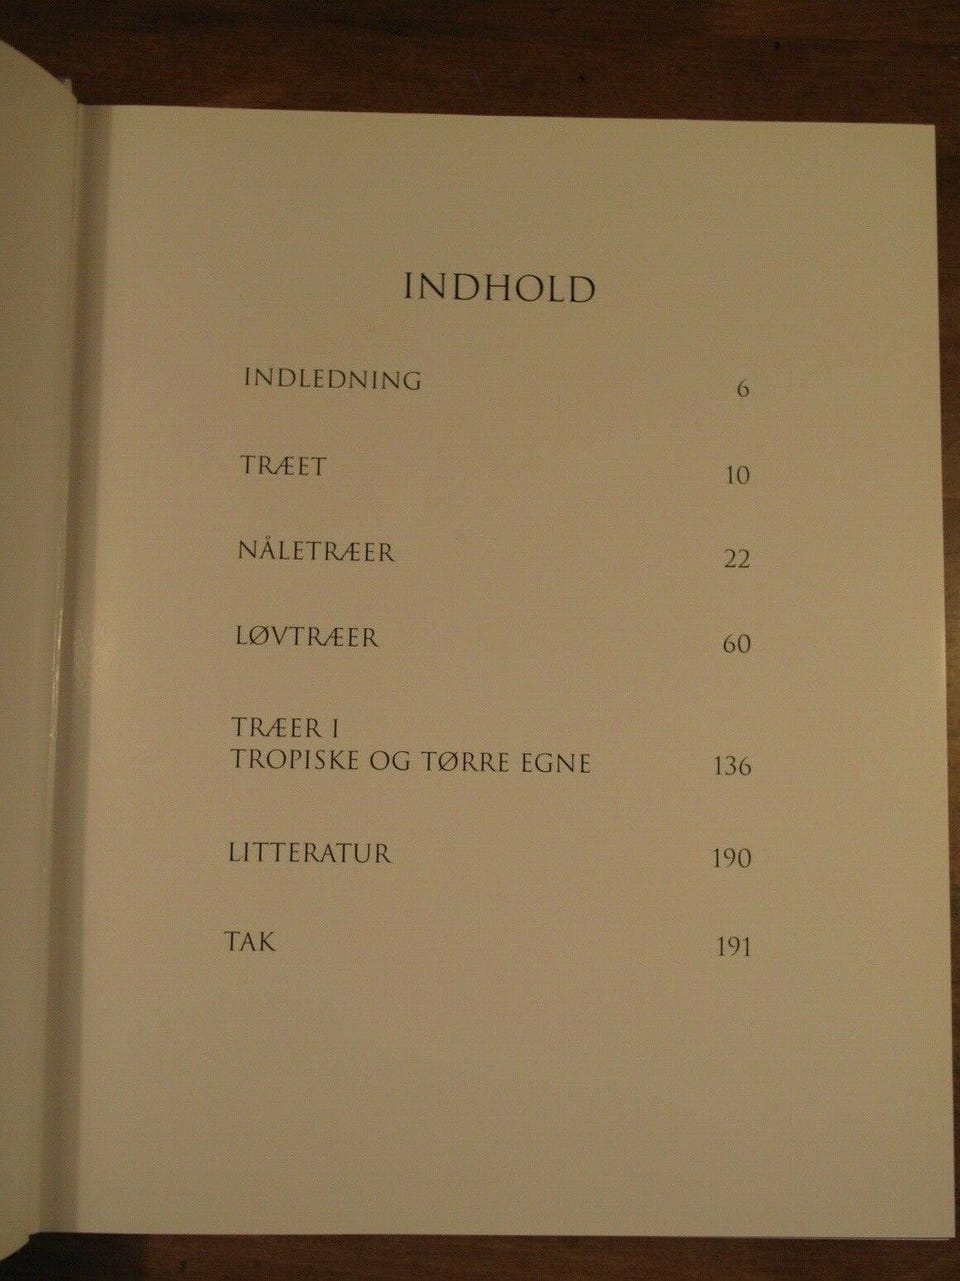 INDHOLD
INDLEDNING 6
TRÆET 10
NÅLETRÆER 22
LØVTRÆER 60
TRÆER I
TROPISKE OG TØRRE EGNE 136
LITTERATUR 190
TAK 191